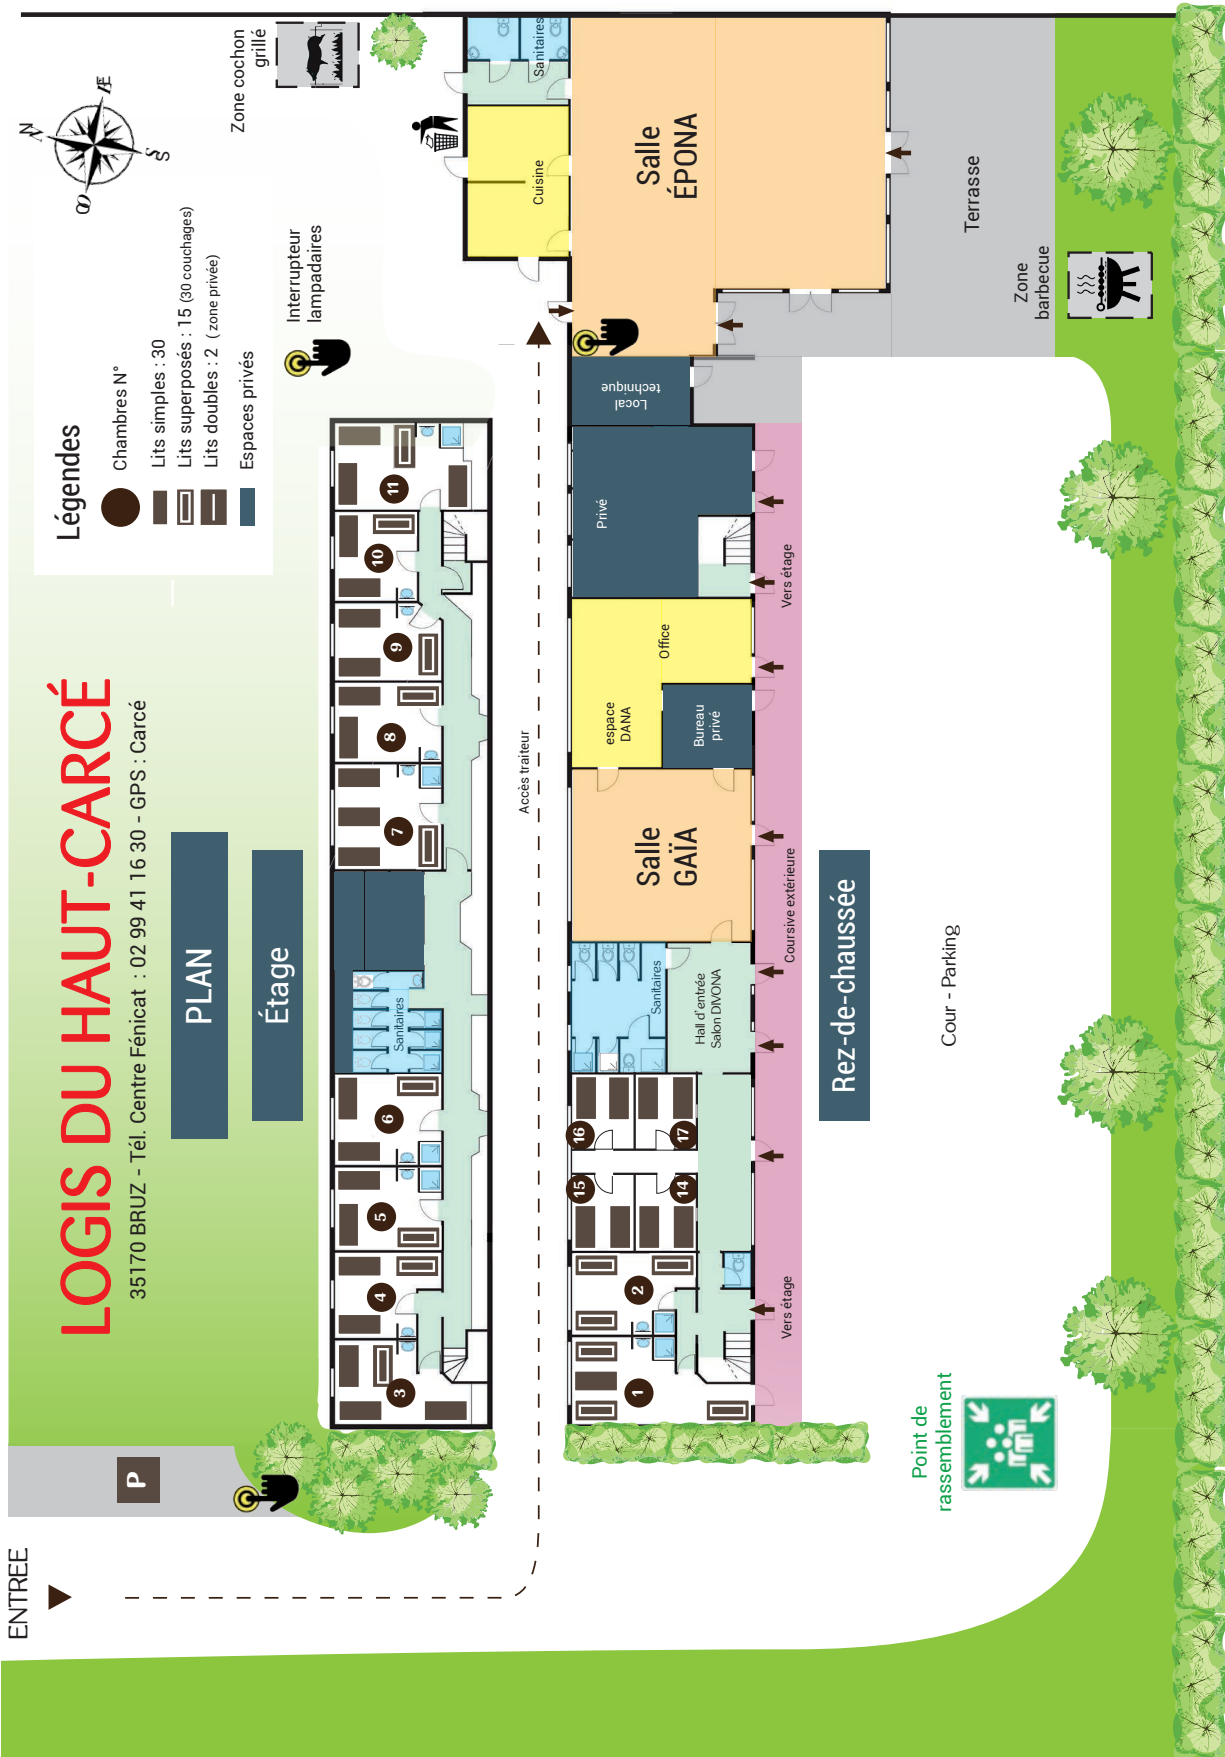 LOGIS DU HAUT-CARCÉ
35170 BRUZ - Tél. Centre Fénicat : 02 99 41 16 30 - GPS : Carcé
PLAN
Étage
Légendes
Chambres N°
Lits simples : 30
Lits superposés : 15 (30 couchages)
Lits doubles : 2 ( zone privée)
Espaces privés
N
E
S
O
Zone cochon
grillé
Interrupteur
lampadaires
ENTREE
P
3
4
5
6
Sanitaires
7
8
9
10
11
Accès traiteur
1
2
15
14
16
17
Sanitaires
Hall d'entrée
Salon DIVONA
Salle
GAÏA
espace
DANA
Bureau
privé
Office
Privé
Local
technique
Cuisine
Sanitaires
Salle
ÉPONA
Terrasse
Zone
barbecue
Vers étage
Coursive extérieure
Vers étage
Rez-de-chaussée
Cour - Parking
Point de
rassemblement